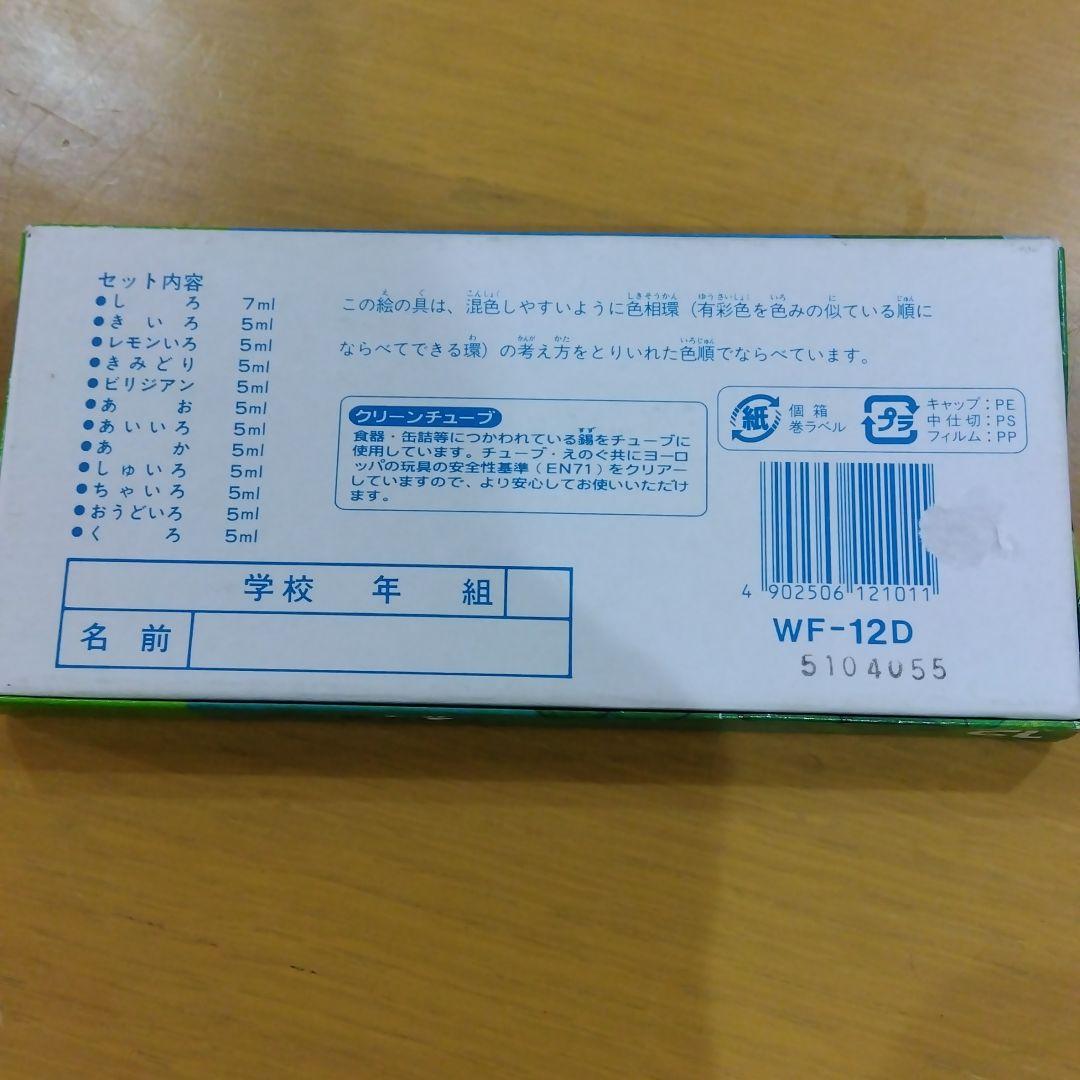 セット内容
●しろ 7ml
●きいろ 5ml
●レモンいろ 5ml
●きみどり 5ml
●ビリジアン 5ml
●あお 5ml
●あいいろ 5ml
●あか 5ml
●しゅいろ 5ml
●ちゃいろ 5ml
●おうどいろ 5ml
●くろ 5ml
この絵の具は、混色しやすいように色相環（有彩色を色みの似ている順に
ならべてできる環）の考え方をとりいれた色順でならべています。
クリーンチューブ
食器・缶詰等につかわれている錫をチューブに
使用しています。チューブ・えのぐ共にヨーロ
ッパの玩具の安全性基準（EN71）をクリアー
していますので、より安心してお使いいただけ
ます。
紙 個箱
巻ラベル
プラ キャップ：PE
中仕切：PS
フィルム：PP
4 902506 121011
WF-12D
5104055
学校 年 組
名前